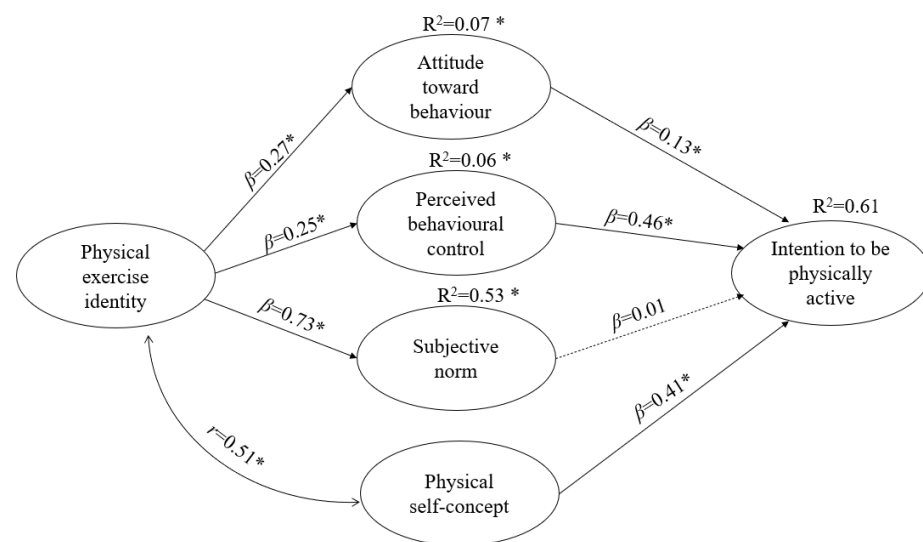 R²=0.07 *
Attitude
toward
behaviour
β=0.27*
β=0.13*
R²=0.06 *
Perceived
behavioural
control
β=0.25*
β=0.46*
R²=0.61
Physical
exercise
identity
Intention to be
physically
active
R²=0.53 *
β=0.73*
Subjective
norm
β=0.01
r=0.51*
Physical
self-concept
β=0.41*